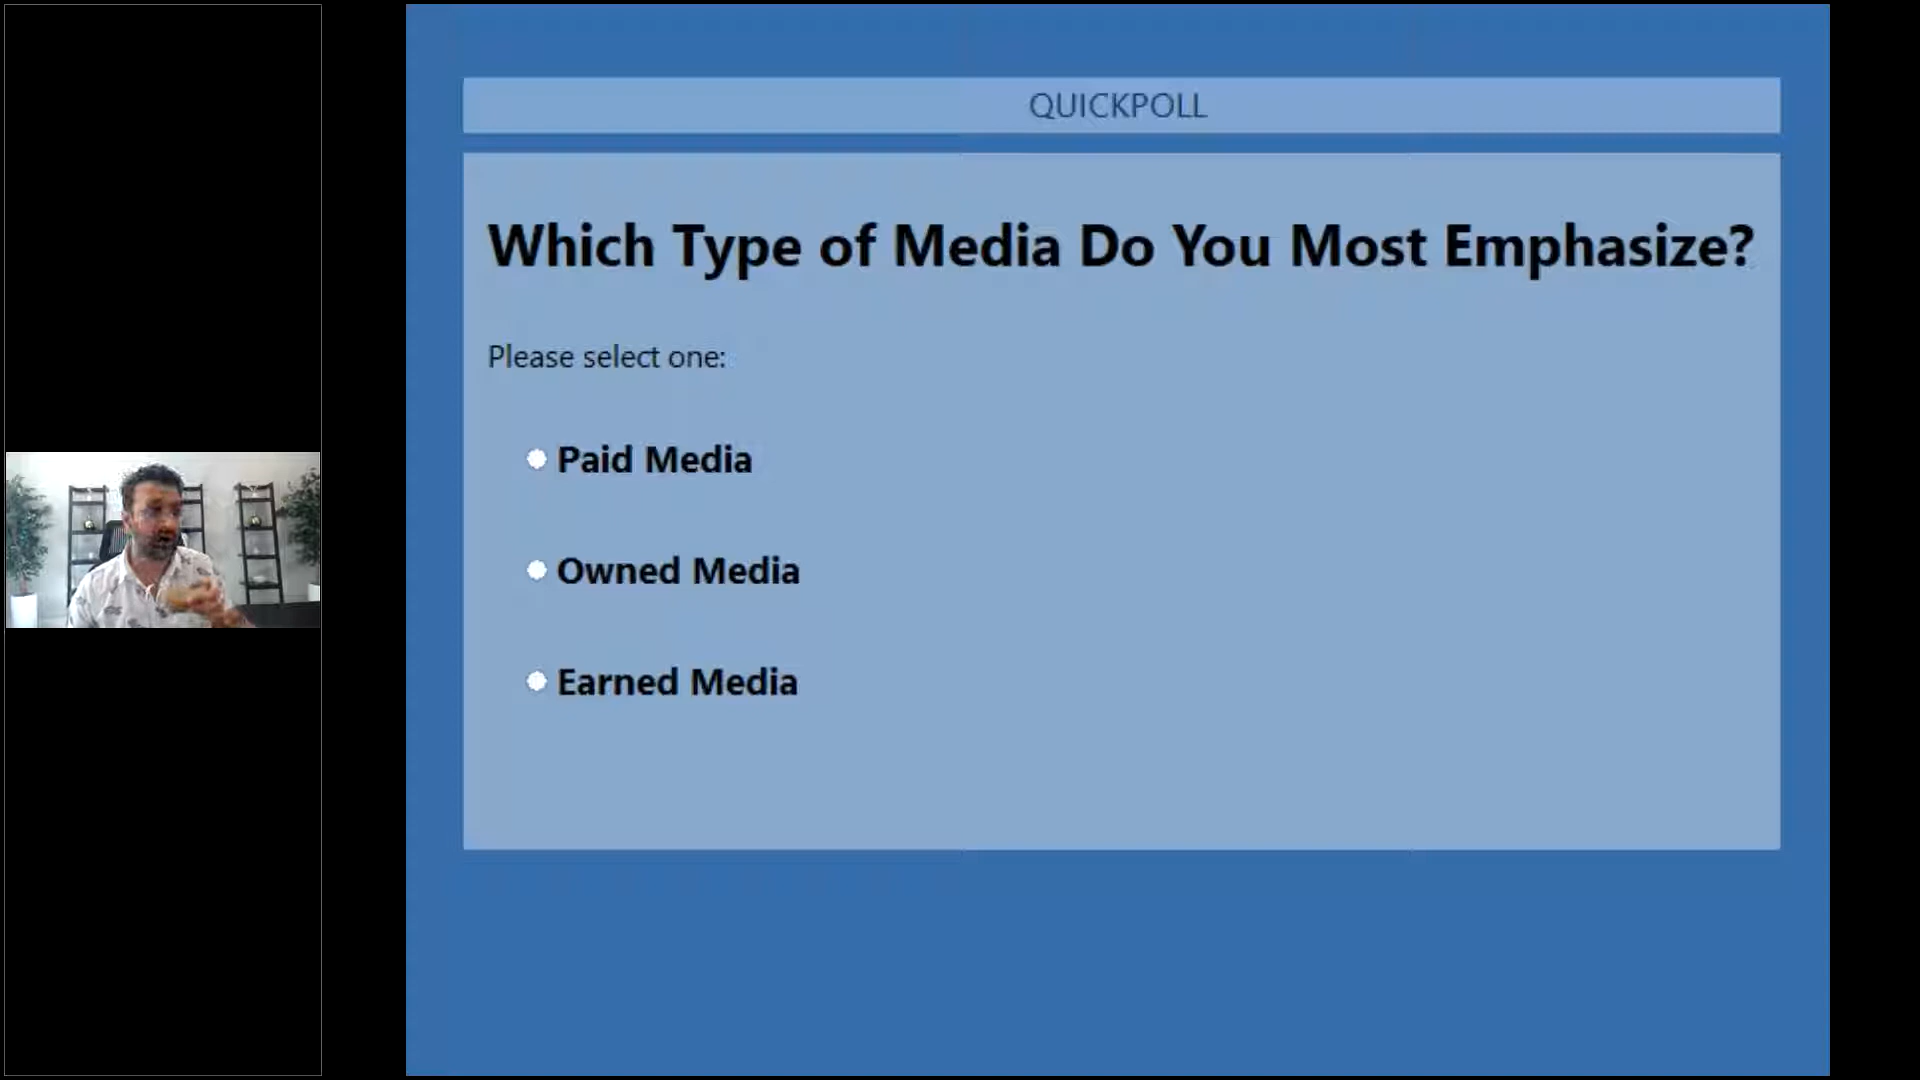 QUICKPOLL
Which Type of Media Do You Most Emphasize?
Please select one:
Paid Media
Owned Media
Earned Media